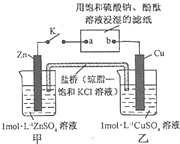 用饱和硫酸钠、酚酞
溶液浸湿的滤纸
K
a b
Zn
Cu
盐桥（琼脂—
饱和KCl溶液）
1mol·L⁻¹ZnSO₄溶液
1mol·L⁻¹CuSO₄溶液
甲
乙